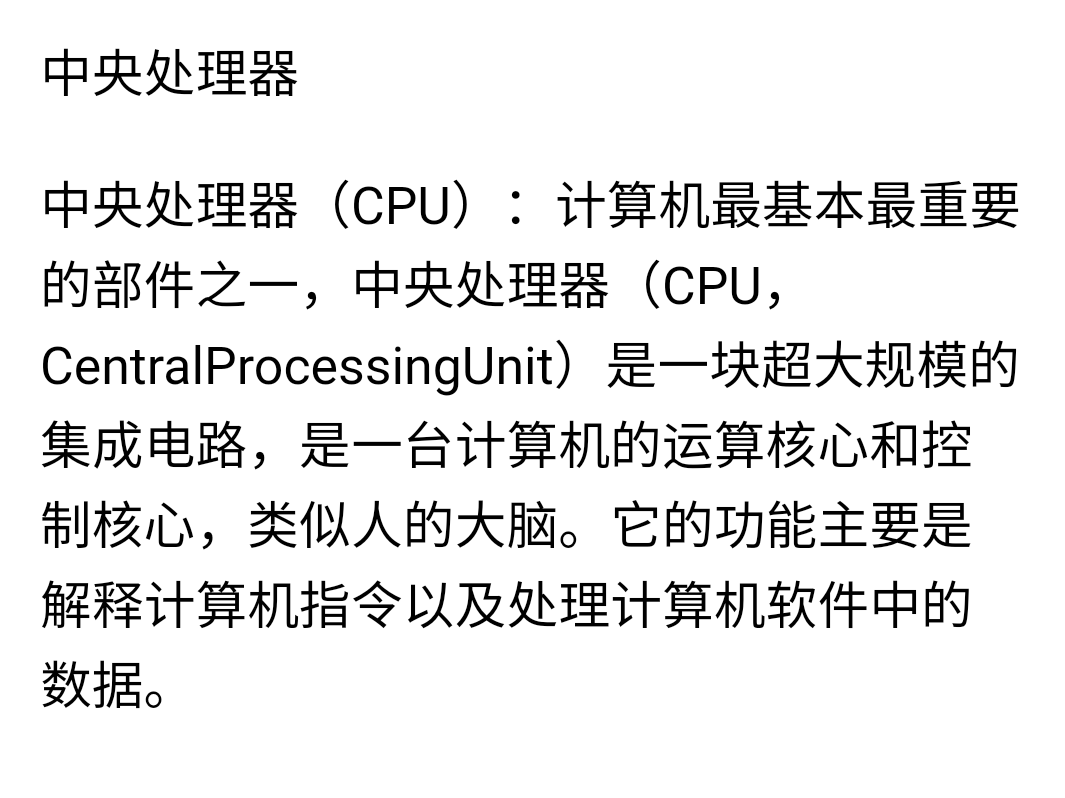 中央处理器
中央处理器（CPU）：计算机最基本最重要
的部件之一，中央处理器（CPU，
CentralProcessingUnit）是一块超大规模的
集成电路，是一台计算机的运算核心和控
制核心，类似人的大脑。它的功能主要是
解释计算机指令以及处理计算机软件中的
数据。